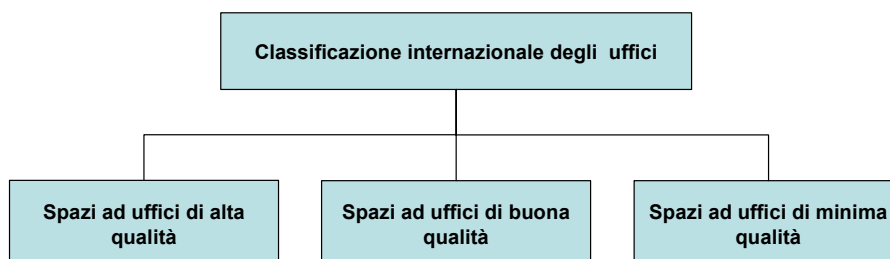 Classificazione internazionale degli uffici
Spazi ad uffici di alta
qualità
Spazi ad uffici di buona
qualità
Spazi ad uffici di minima
qualità